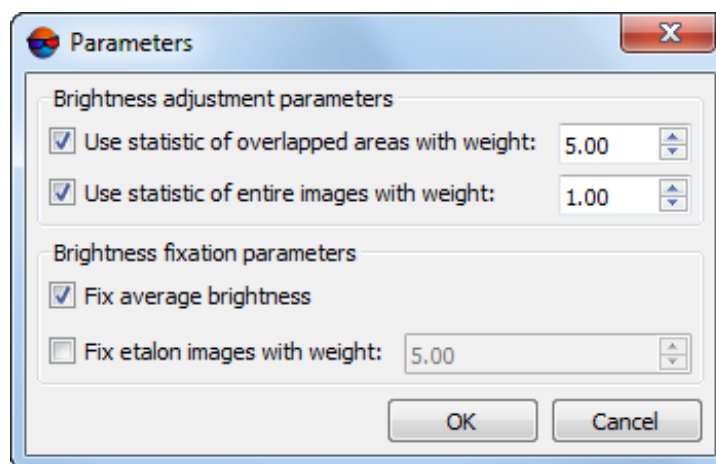 Parameters
Brightness adjustment parameters
Use statistic of overlapped areas with weight: 5.00
Use statistic of entire images with weight: 1.00
Brightness fixation parameters
Fix average brightness
Fix etalon images with weight: 5.00
OK Cancel